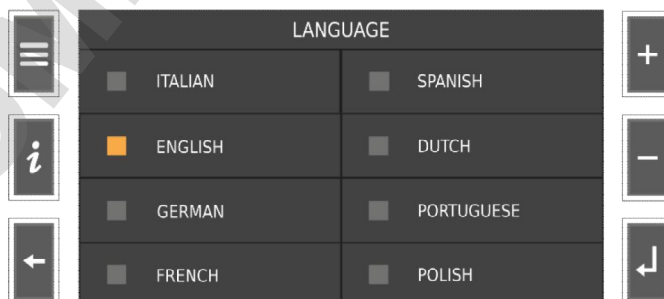 LANGUAGE
ITALIAN
SPANISH
ENGLISH
DUTCH
GERMAN
PORTUGUESE
FRENCH
POLISH